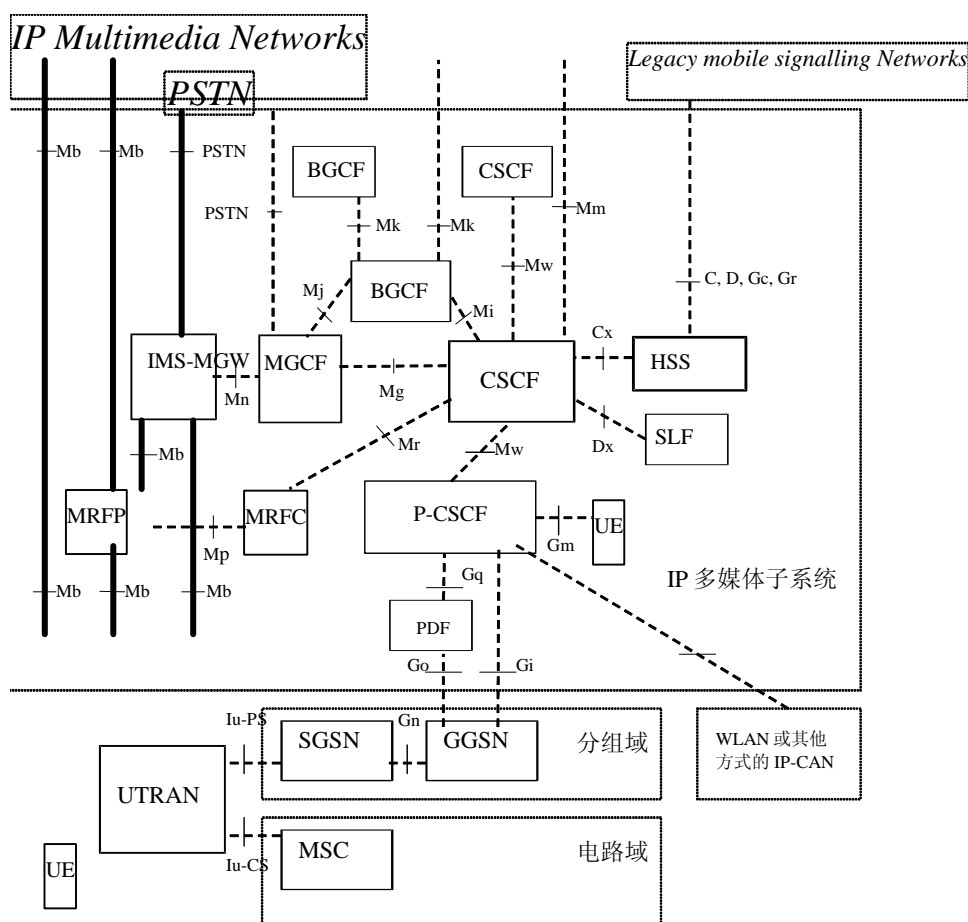 IP Multimedia Networks
Legacy mobile signalling Networks
PSTN
Mb
Mb
PSTN
PSTN
BGCF
CSCF
Mm
Mk
Mk
Mw
C, D, Gc, Gr
Mj
BGCF
Mi
Cx
IMS-MGW
MGCF
CSCF
HSS
Mn
Mg
SLF
Mr
Dx
Mb
Mw
MRFP
MRFC
P-CSCF
UE
Mp
Gm
Gq
IP 多媒体子系统
Mb
Mb
Mb
PDF
Go
Gi
Iu-PS
Gn
SGSN
GGSN
分组域
WLAN 或其他
方式的 IP-CAN
UTRAN
MSC
电路域
Iu-CS
UE